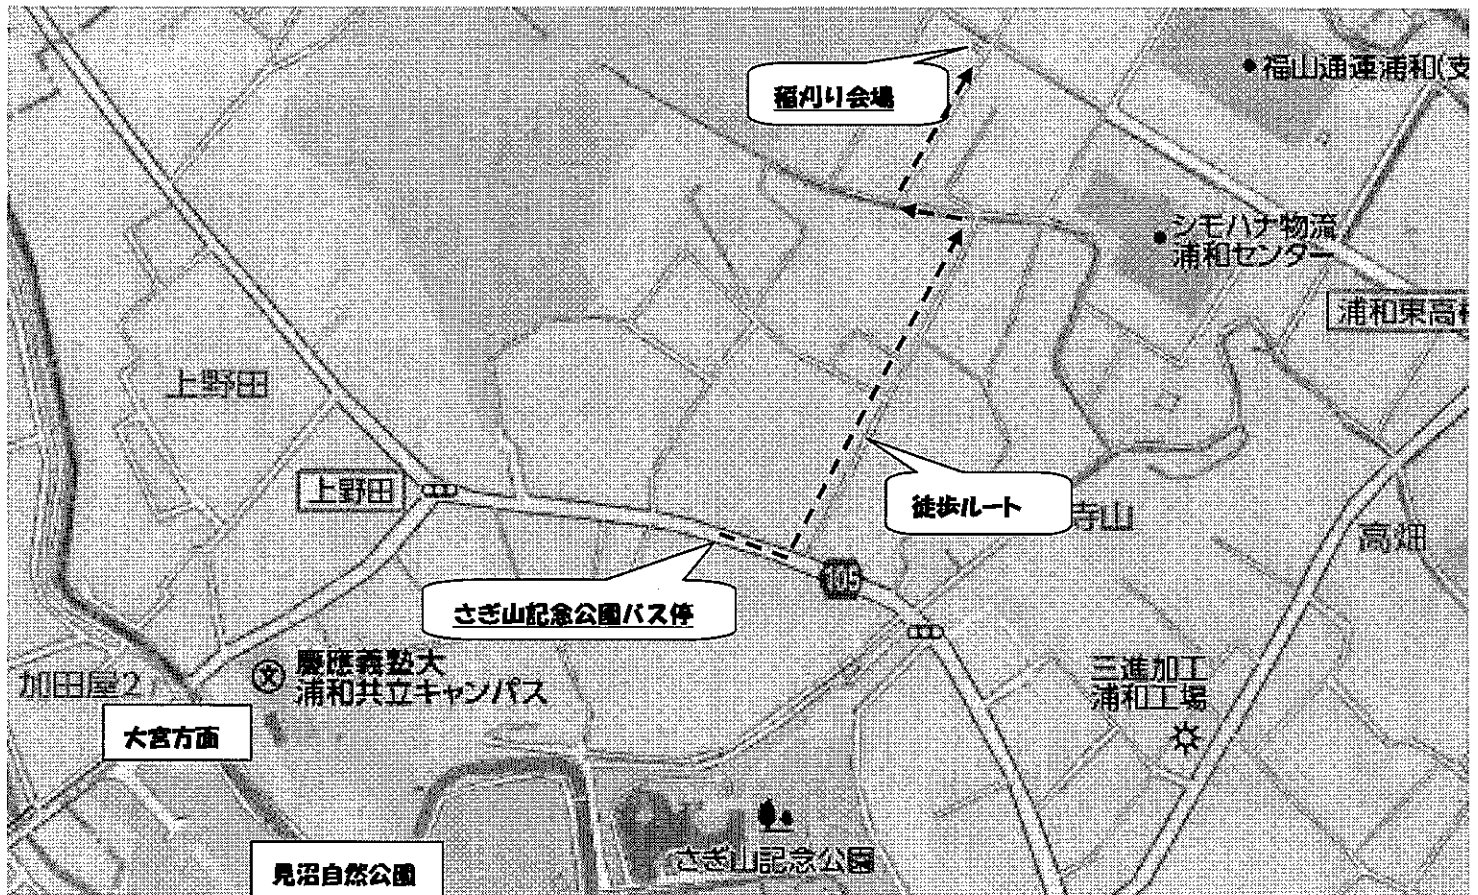 福山通運浦和(支
稲刈り会場
シモハナ物流
浦和センター
浦和東高
上野田
上野田
徒歩ルート
寺山
高畑
105
さぎ山記念公園バス停
慶應義塾大
浦和共立キャンパス
加田屋2
三進加工
浦和工場
大宮方面
さぎ山記念公園
見沼自然公園